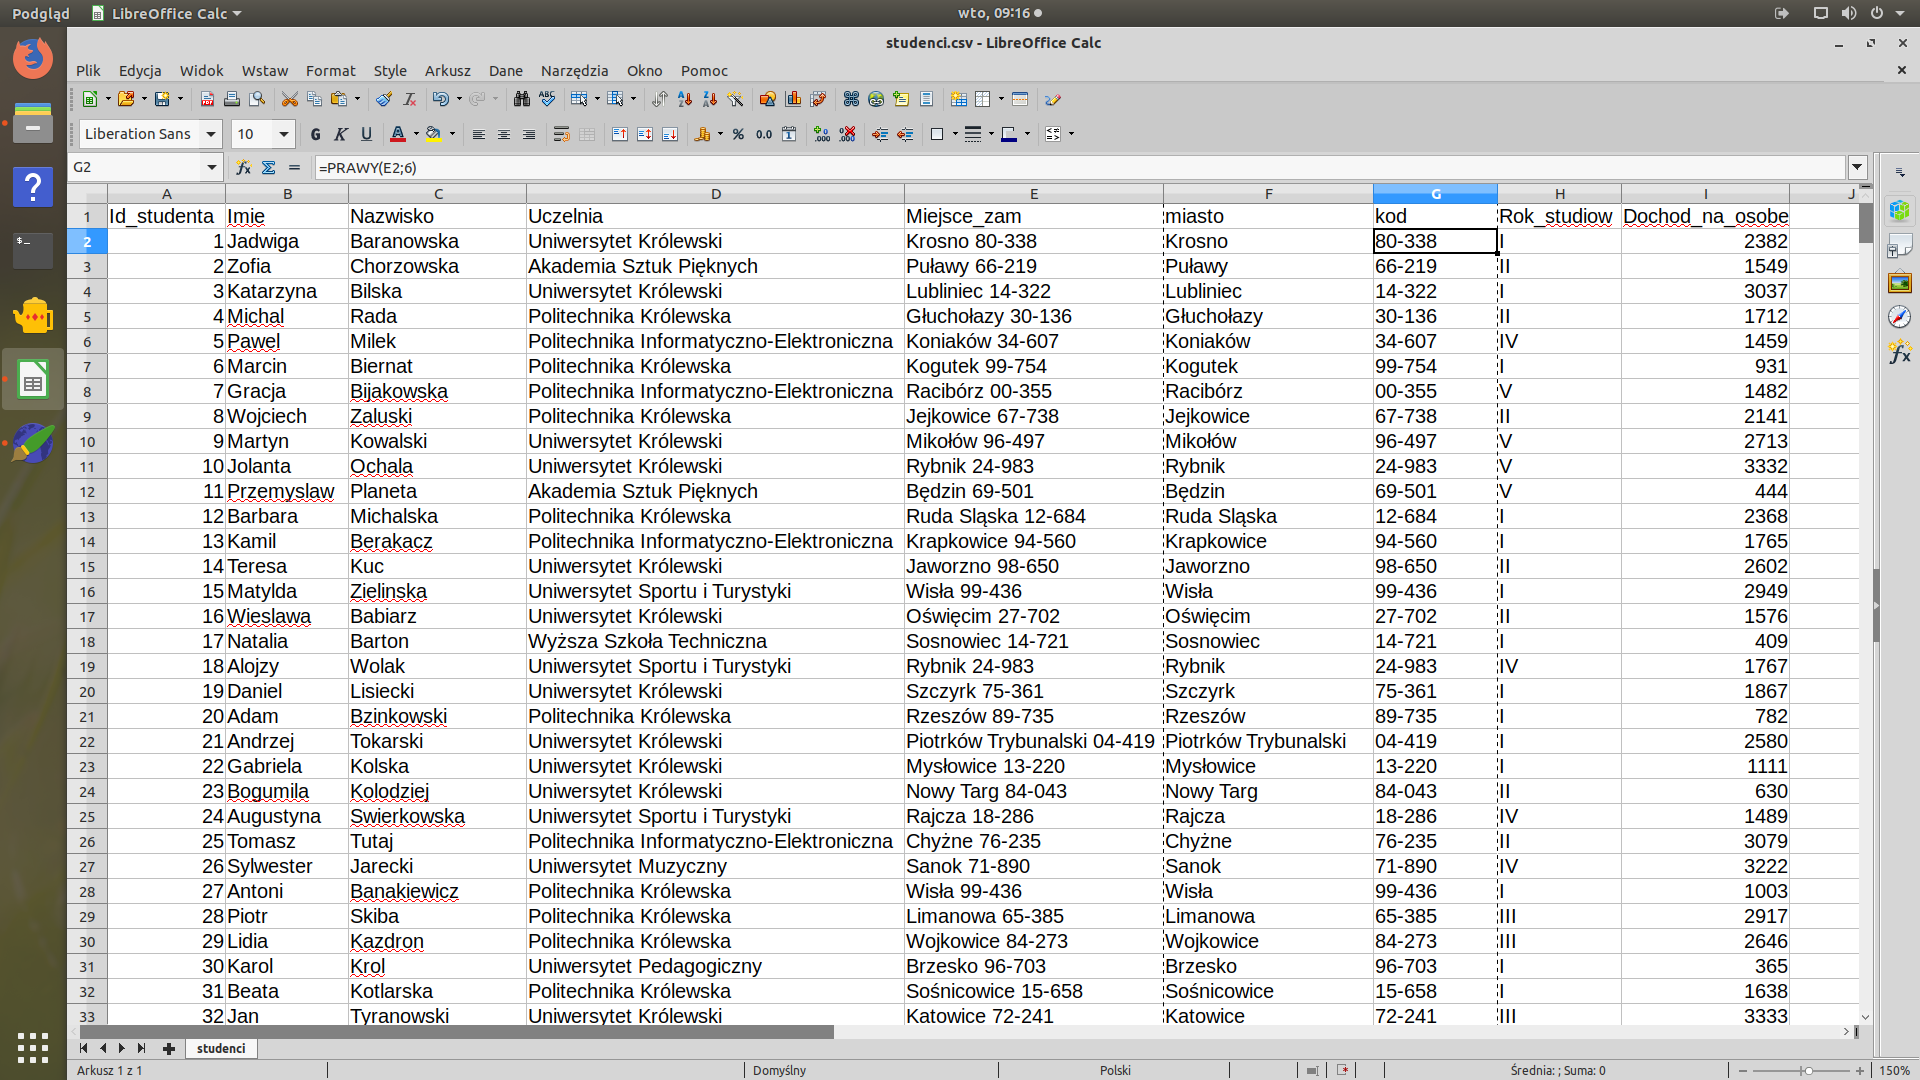 Podgląd LibreOffice Calc wto, 09:16
studenci.csv - LibreOffice Calc
Plik Edycja Widok Wstaw Format Style Arkusz Dane Narzędzia Okno Pomoc
Liberation Sans 10 G K U A % 0.0
G2 =PRAWY(E2;6)
A B C D E F G H I J
1 Id_studenta Imię Nazwisko Uczelnia Miejsce_zam miasto kod Rok_studiow Dochod_na_osobe
2 1 Jadwiga Baranowska Uniwersytet Królewski Krosno 80-338 Krosno 80-338 I 2382
3 2 Zofia Chorzowska Akademia Sztuk Pięknych Puławy 66-219 Puławy 66-219 II 1549
4 3 Katarzyna Bilska Uniwersytet Królewski Lubliniec 14-322 Lubliniec 14-322 I 3037
5 4 Michal Rada Politechnika Królewska Głuchołazy 30-136 Głuchołazy 30-136 II 1712
6 5 Pawel Milek Politechnika Informatyczno-Elektroniczna Koniaków 34-607 Koniaków 34-607 IV 1459
7 6 Marcin Biernat Politechnika Królewska Kogutek 99-754 Kogutek 99-754 I 931
8 7 Gracja Bijakowska Politechnika Informatyczno-Elektroniczna Racibórz 00-355 Racibórz 00-355 V 1482
9 8 Wojciech Zaluski Politechnika Królewska Jejkowice 67-738 Jejkowice 67-738 II 2141
10 9 Martyn Kowalski Uniwersytet Królewski Mikołów 96-497 Mikołów 96-497 V 2713
11 10 Jolanta Ochala Uniwersytet Królewski Rybnik 24-983 Rybnik 24-983 V 3332
12 11 Przemyslaw Planeta Akademia Sztuk Pięknych Będzin 69-501 Będzin 69-501 V 444
13 12 Barbara Michalska Politechnika Królewska Ruda Sląska 12-684 Ruda Sląska 12-684 I 2368
14 13 Kamil Berakacz Politechnika Informatyczno-Elektroniczna Krapkowice 94-560 Krapkowice 94-560 I 1765
15 14 Teresa Kuc Uniwersytet Królewski Jaworzno 98-650 Jaworzno 98-650 II 2602
16 15 Matylda Zielinska Uniwersytet Sportu i Turystyki Wisła 99-436 Wisła 99-436 I 2949
17 16 Wieslawa Babiarz Uniwersytet Królewski Oświęcim 27-702 Oświęcim 27-702 II 1576
18 17 Natalia Barton Wyższa Szkoła Techniczna Sosnowiec 14-721 Sosnowiec 14-721 I 409
19 18 Alojzy Wolak Uniwersytet Sportu i Turystyki Rybnik 24-983 Rybnik 24-983 IV 1767
20 19 Daniel Lisiecki Uniwersytet Królewski Szczyrk 75-361 Szczyrk 75-361 I 1867
21 20 Adam Bzinkowski Politechnika Królewska Rzeszów 89-735 Rzeszów 89-735 I 782
22 21 Andrzej Tokarski Uniwersytet Królewski Piotrków Trybunalski 04-419 Piotrków Trybunalski 04-419 I 2580
23 22 Gabriela Kolska Uniwersytet Królewski Mysłowice 13-220 Mysłowice 13-220 I 1111
24 23 Bogumila Kolodziej Uniwersytet Królewski Nowy Targ 84-043 Nowy Targ 84-043 II 630
25 24 Augustyna Swierkowska Uniwersytet Sportu i Turystyki Rajcza 18-286 Rajcza 18-286 IV 1489
26 25 Tomasz Tutaj Politechnika Informatyczno-Elektroniczna Chyżne 76-235 Chyżne 76-235 II 3079
27 26 Sylwester Jarecki Uniwersytet Muzyczny Sanok 71-890 Sanok 71-890 IV 3222
28 27 Antoni Banakiewicz Politechnika Królewska Wisła 99-436 Wisła 99-436 I 1003
29 28 Piotr Skiba Politechnika Królewska Limanowa 65-385 Limanowa 65-385 III 2917
30 29 Lidia Kazdron Politechnika Królewska Wojkowice 84-273 Wojkowice 84-273 III 2646
31 30 Karol Krol Uniwersytet Pedagogiczny Brzesko 96-703 Brzesko 96-703 I 365
32 31 Beata Kotlarska Politechnika Królewska Sośnicowice 15-658 Sośnicowice 15-658 I 1638
33 32 Jan Tyranowski Uniwersytet Królewski Katowice 72-241 Katowice 72-241 III 3333
studenci
Arkusz 1 z 1 Domyślny Polski Średnia: ; Suma: 0 150%